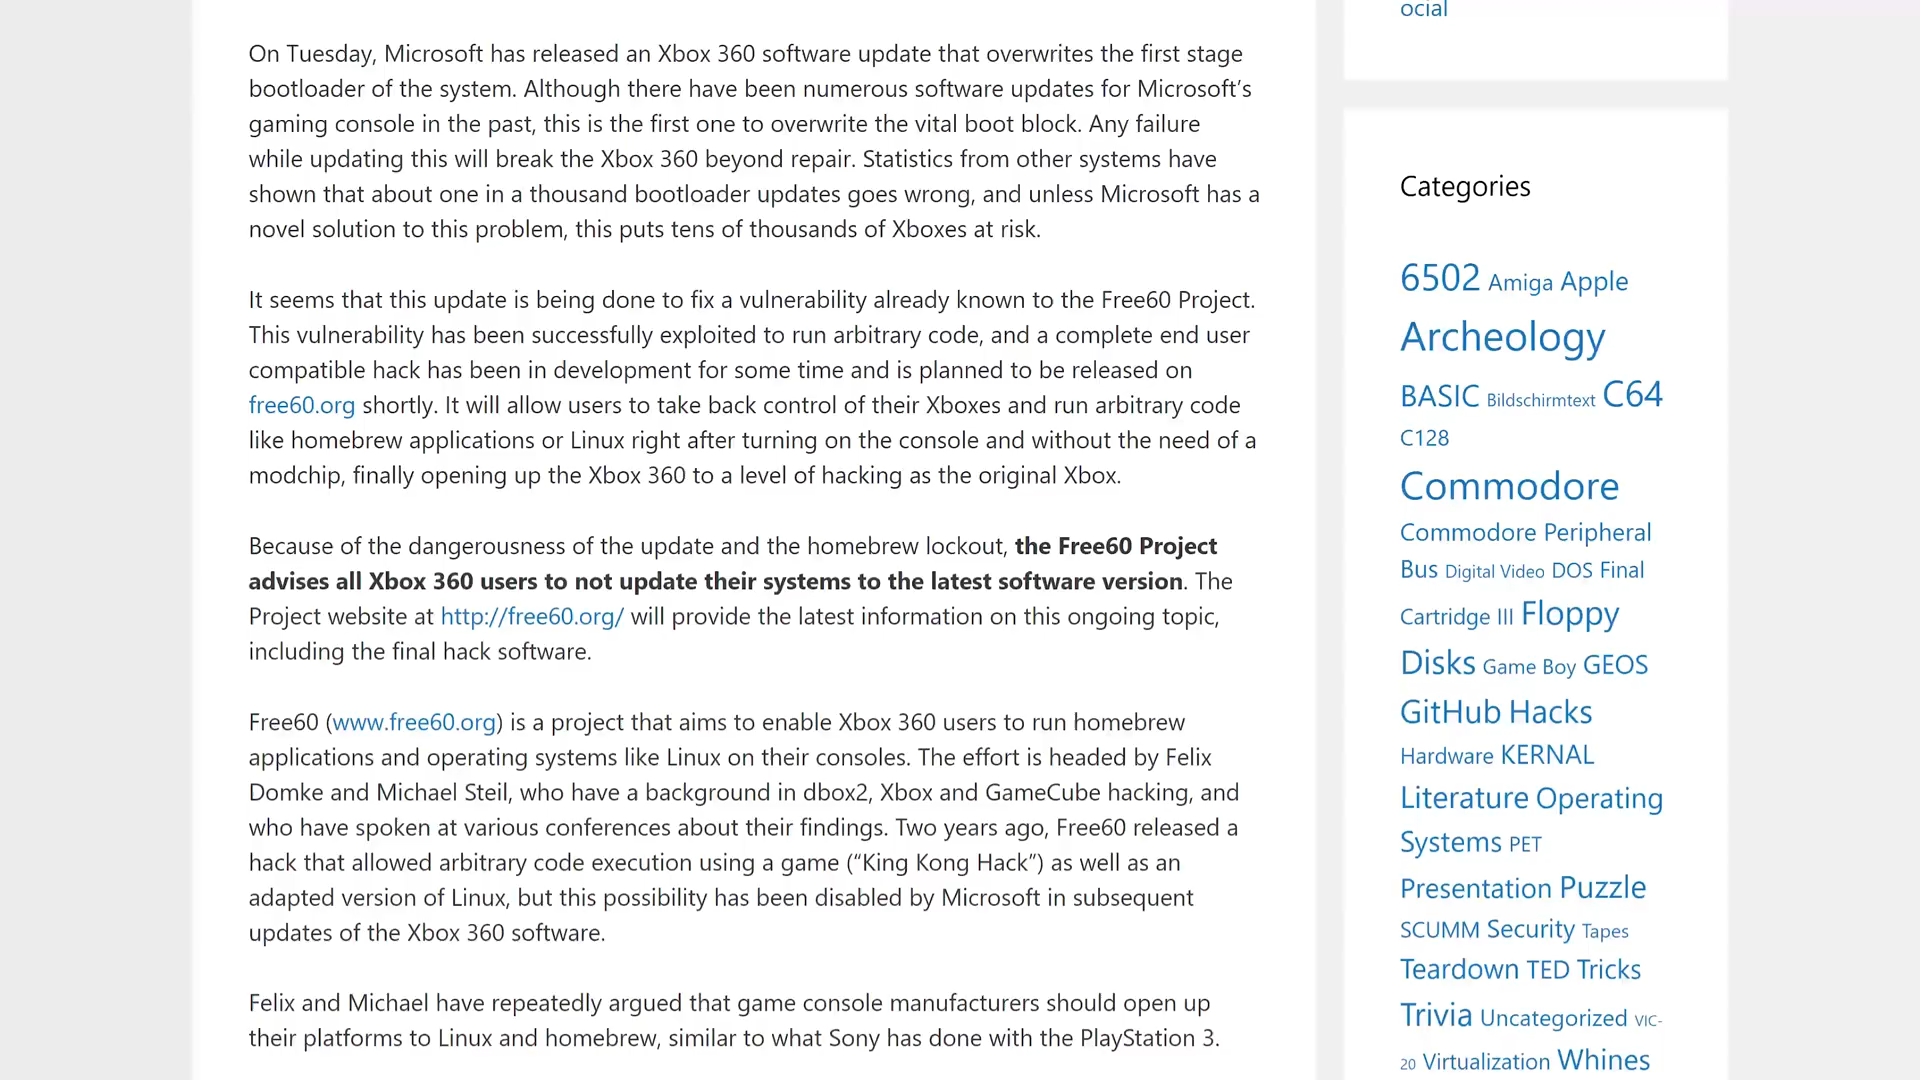 On Tuesday, Microsoft has released an Xbox 360 software update that overwrites the first stage
bootloader of the system. Although there have been numerous software updates for Microsoft’s
gaming console in the past, this is the first one to overwrite the vital boot block. Any failure
while updating this will break the Xbox 360 beyond repair. Statistics from other systems have
shown that about one in a thousand bootloader updates goes wrong, and unless Microsoft has a
novel solution to this problem, this puts tens of thousands of Xboxes at risk.
It seems that this update is being done to fix a vulnerability already known to the Free60 Project.
This vulnerability has been successfully exploited to run arbitrary code, and a complete end user
compatible hack has been in development for some time and is planned to be released on
free60.org shortly. It will allow users to take back control of their Xboxes and run arbitrary code
like homebrew applications or Linux right after turning on the console and without the need of a
modchip, finally opening up the Xbox 360 to a level of hacking as the original Xbox.
Because of the dangerousness of the update and the homebrew lockout, the Free60 Project
advises all Xbox 360 users to not update their systems to the latest software version. The
Project website at http://free60.org/ will provide the latest information on this ongoing topic,
including the final hack software.
Free60 (www.free60.org) is a project that aims to enable Xbox 360 users to run homebrew
applications and operating systems like Linux on their consoles. The effort is headed by Felix
Domke and Michael Steil, who have a background in dbox2, Xbox and GameCube hacking, and
who have spoken at various conferences about their findings. Two years ago, Free60 released a
hack that allowed arbitrary code execution using a game (“King Kong Hack”) as well as an
adapted version of Linux, but this possibility has been disabled by Microsoft in subsequent
updates of the Xbox 360 software.
Felix and Michael have repeatedly argued that game console manufacturers should open up
their platforms to Linux and homebrew, similar to what Sony has done with the PlayStation 3.
ocial
Categories
6502 Amiga Apple
Archeology
BASIC Bildschirmtext C64
C128
Commodore
Commodore Peripheral
Bus Digital Video DOS Final
Cartridge III Floppy
Disks Game Boy GEOS
GitHub Hacks
Hardware KERNAL
Literature Operating
Systems PET
Presentation Puzzle
SCUMM Security Tapes
Teardown TED Tricks
Trivia Uncategorized VIC-
20 Virtualization Whines